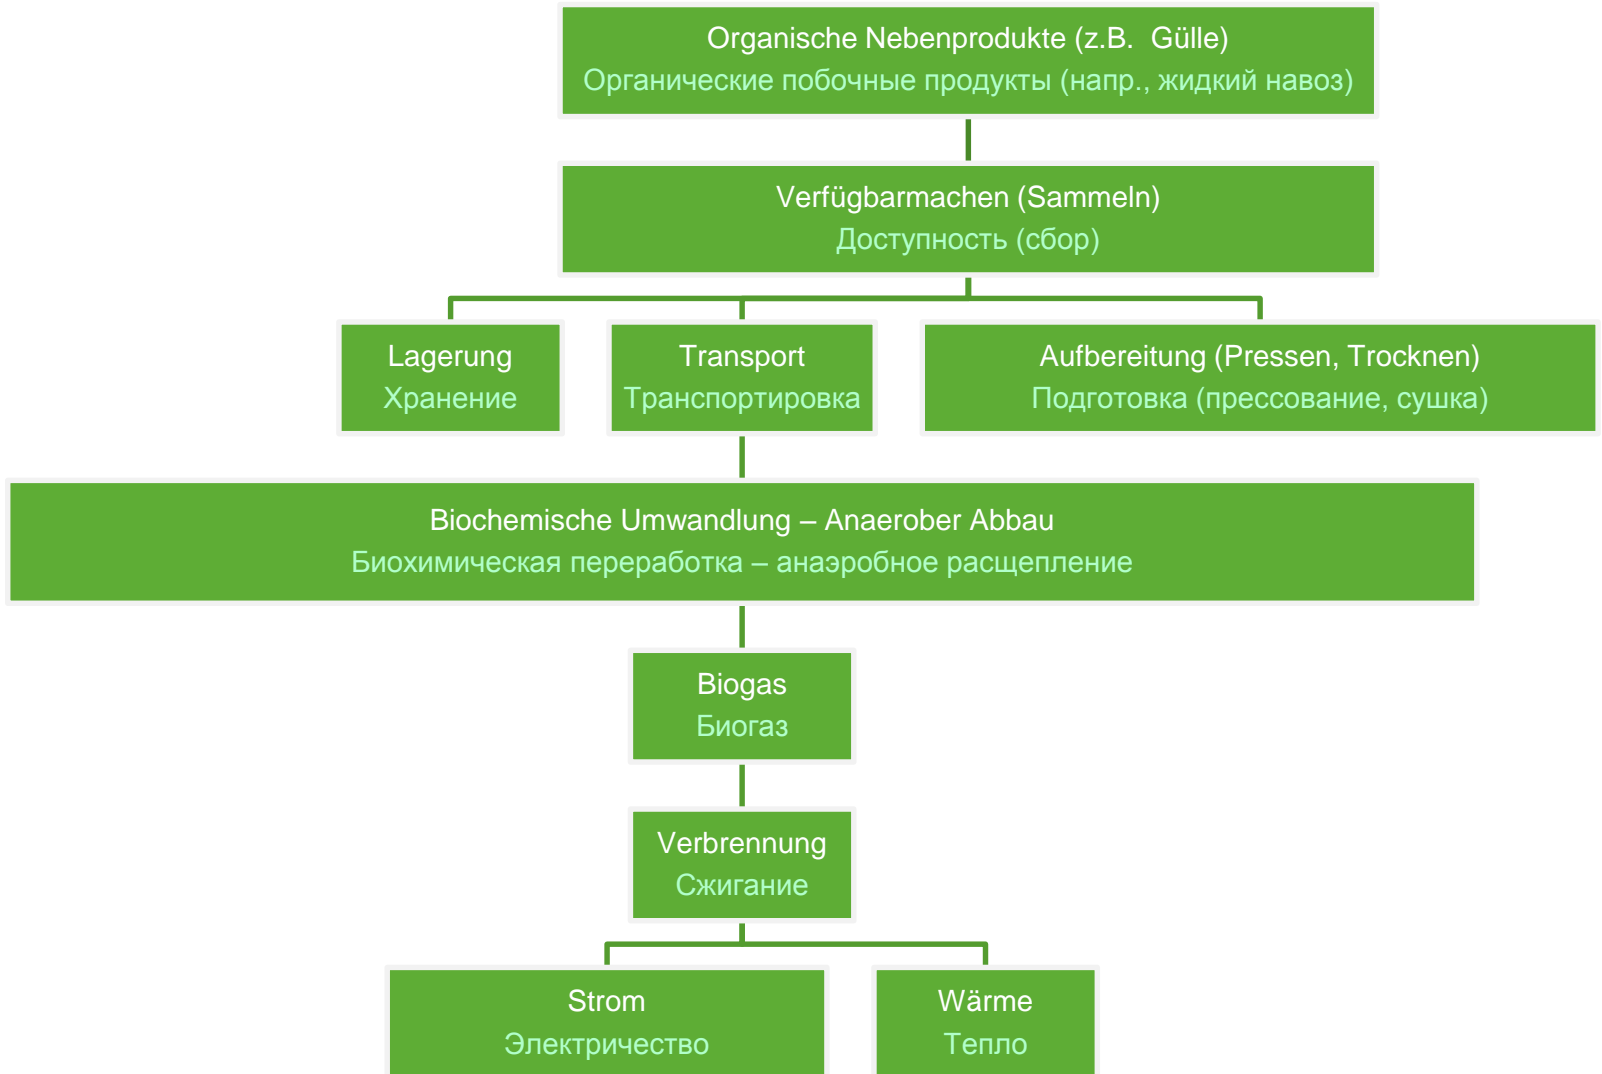 Organische Nebenprodukte (z.B.  Gülle)
Органические побочные продукты (напр., жидкий навоз)
Verfügbarmachen (Sammeln)
Доступность (сбор)
Lagerung
Хранение
Transport
Транспортировка
Aufbereitung (Pressen, Trocknen)
Подготовка (прессование, сушка)
Biochemische Umwandlung – Anaerober Abbau
Биохимическая переработка – анаэробное расщепление
Biogas
Биогаз
Verbrennung
Сжигание
Strom
Электричество
Wärme
Тепло